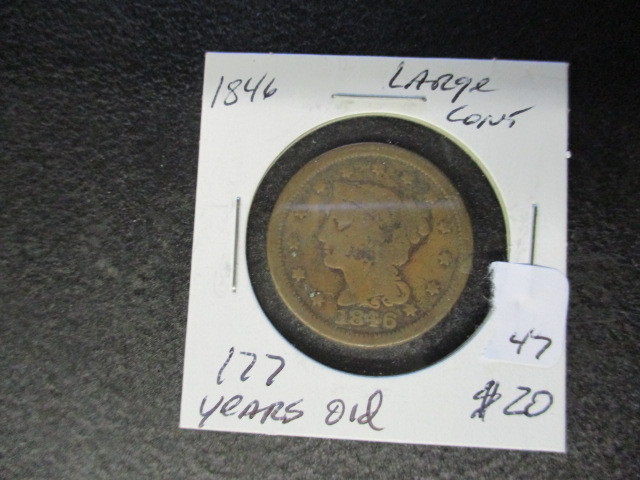 1846
LARge
CeNT
1846
47
177
YeARS Old
$20